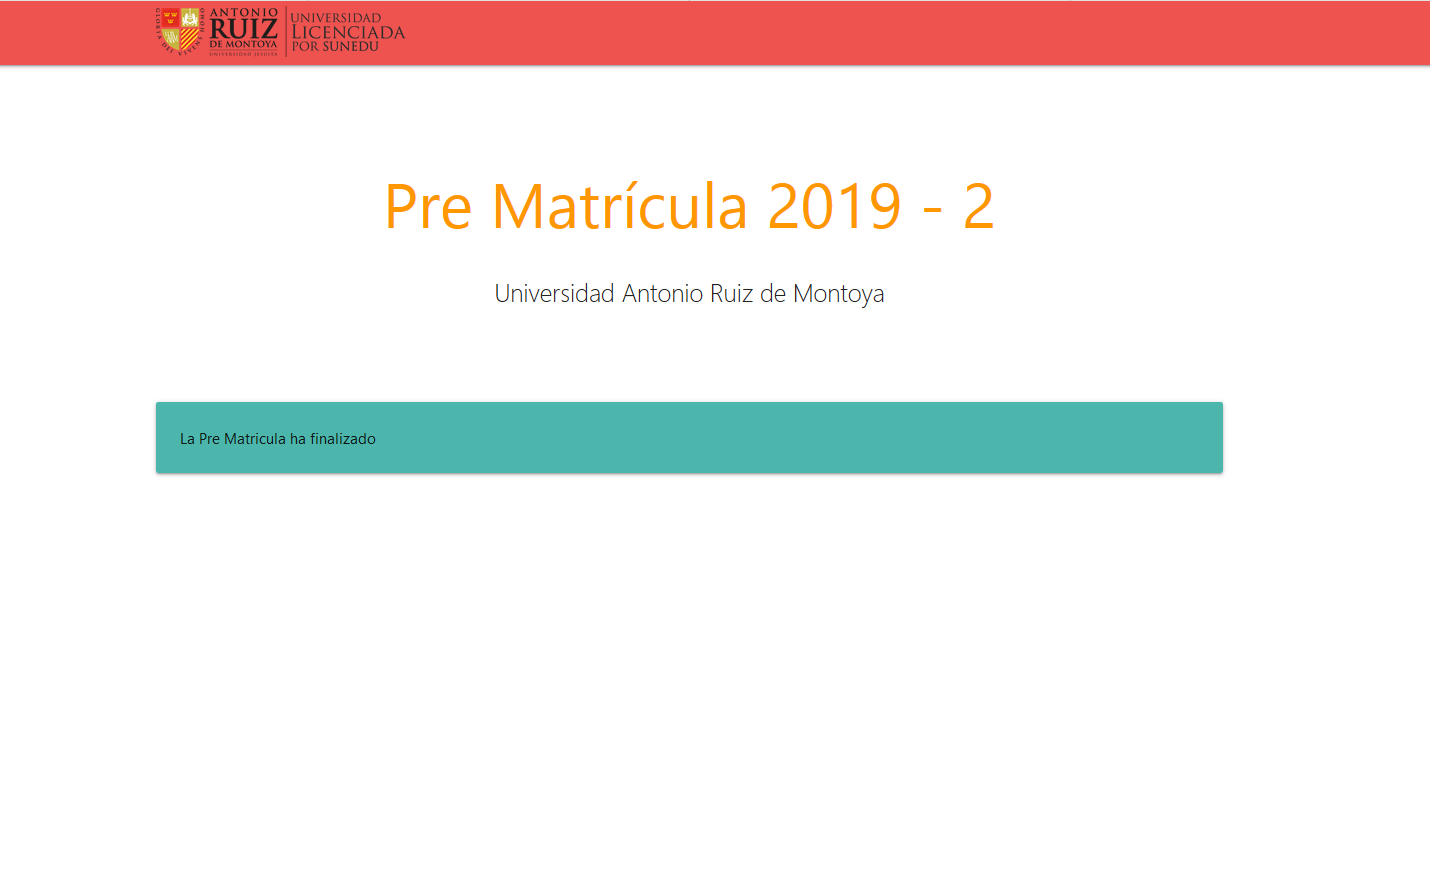 ANTONIO
RUIZ
DE MONTOYA
UNIVERSIDAD JESUITA
UNIVERSIDAD
LICENCIADA
POR SUNEDU
Pre Matrícula 2019 - 2
Universidad Antonio Ruiz de Montoya
La Pre Matricula ha finalizado